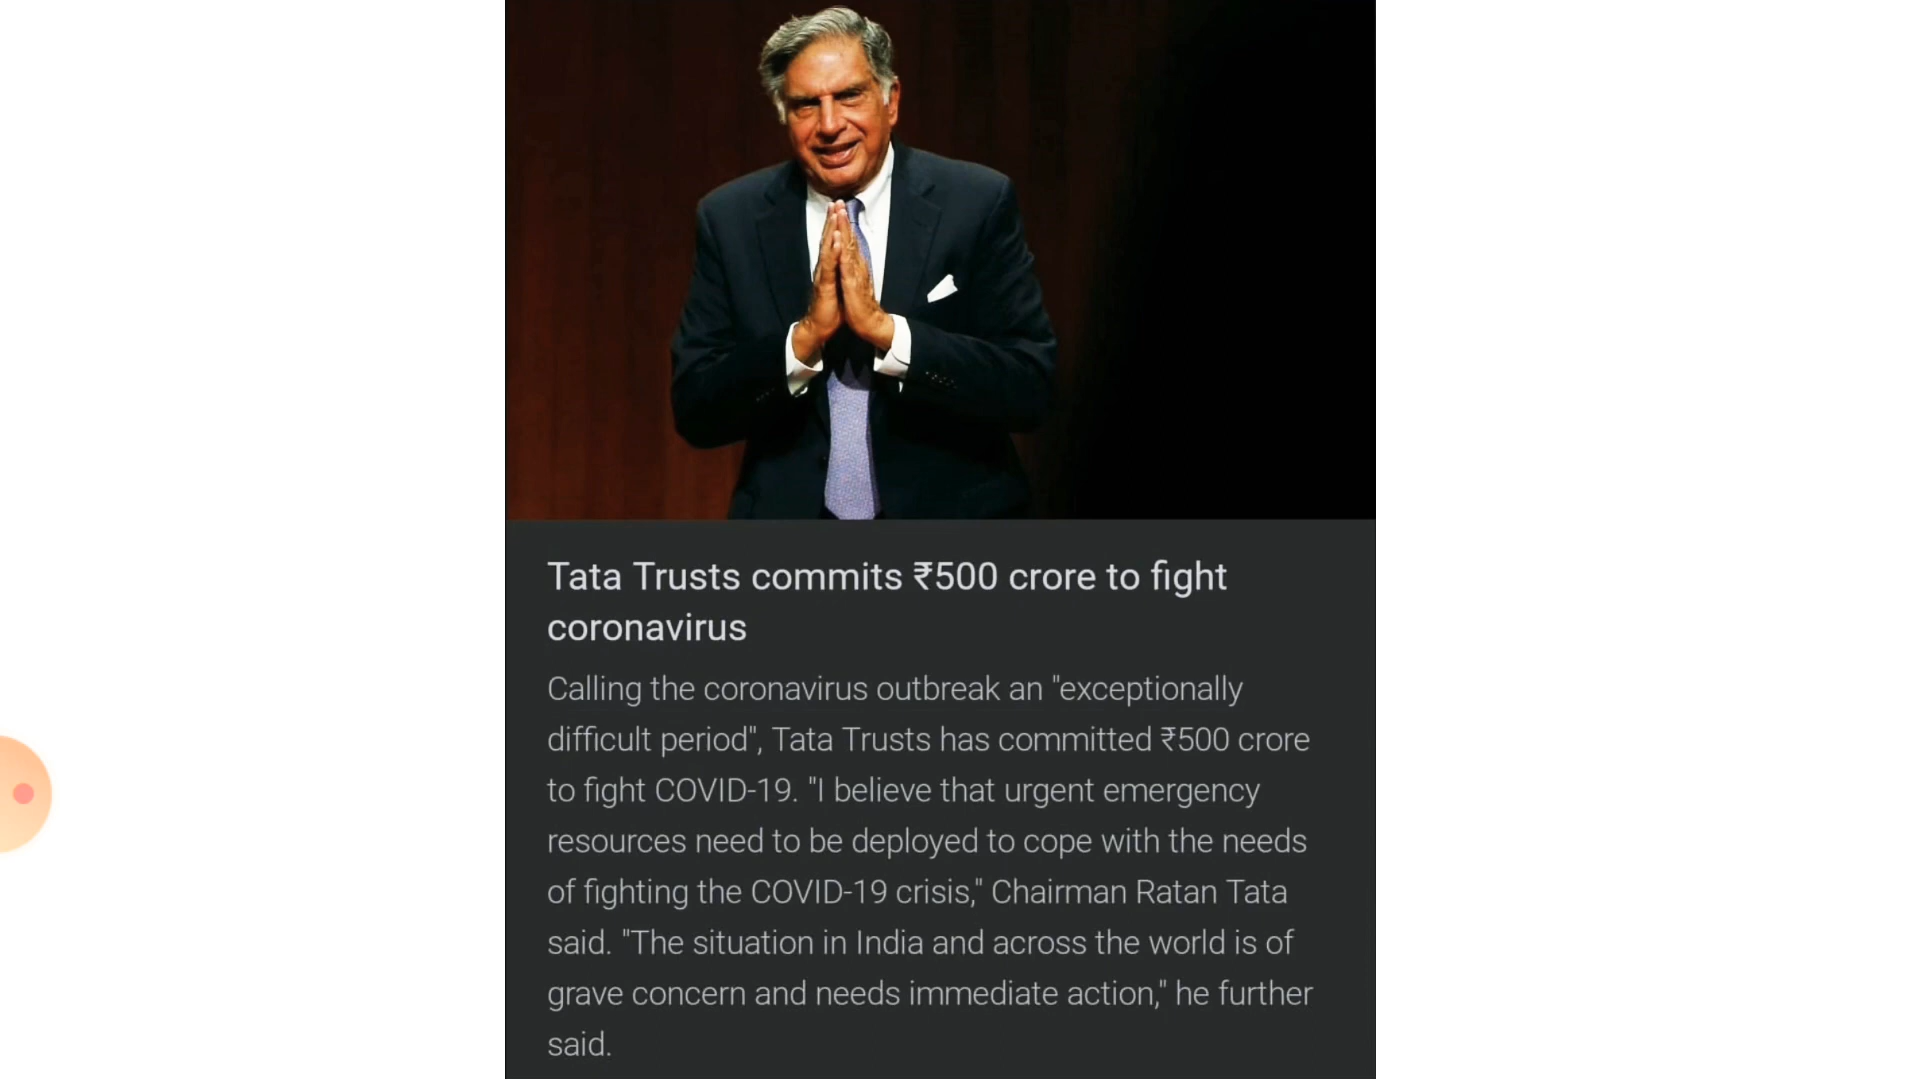 Tata Trusts commits ₹500 crore to fight
coronavirus
Calling the coronavirus outbreak an "exceptionally
difficult period", Tata Trusts has committed ₹500 crore
to fight COVID-19. "I believe that urgent emergency
resources need to be deployed to cope with the needs
of fighting the COVID-19 crisis," Chairman Ratan Tata
said. "The situation in India and across the world is of
grave concern and needs immediate action," he further
said.